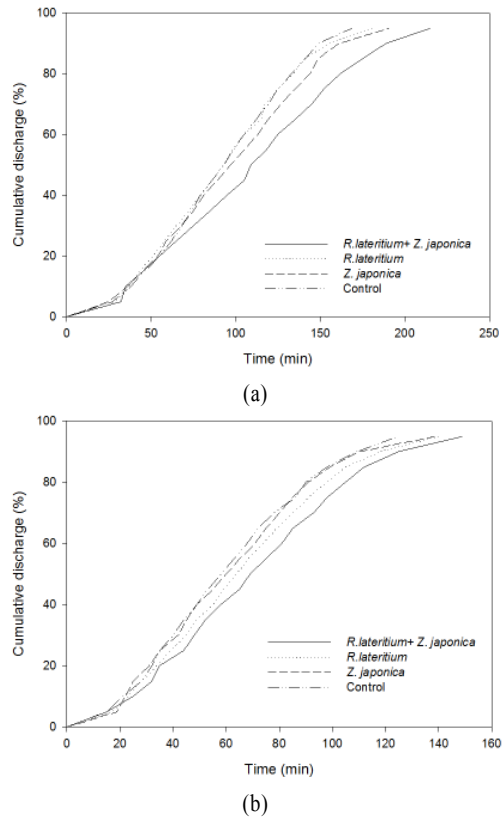 100
80
60
40
20
0
Cumulative discharge (%)
R.lateritium+ Z. japonica
R.lateritium
Z. japonica
Control
0 50 100 150 200 250
Time (min)
(a)
100
80
60
40
20
0
Cumulative discharge (%)
R.lateritium+ Z. japonica
R.lateritium
Z. japonica
Control
0 20 40 60 80 100 120 140 160
Time (min)
(b)